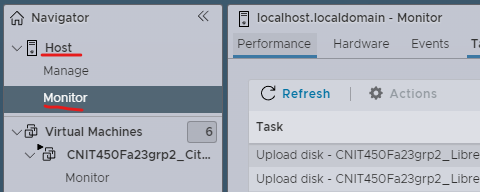 Navigator
Host
Manage
Monitor
Virtual Machines 6
CNIT450Fa23grp2_Cit...
Monitor
localhost.localdomain - Monitor
Performance Hardware Events
Refresh Actions
Task
Upload disk - CNIT450Fa23grp2_Libre
Upload disk - CNIT450Fa23grp2_Libre